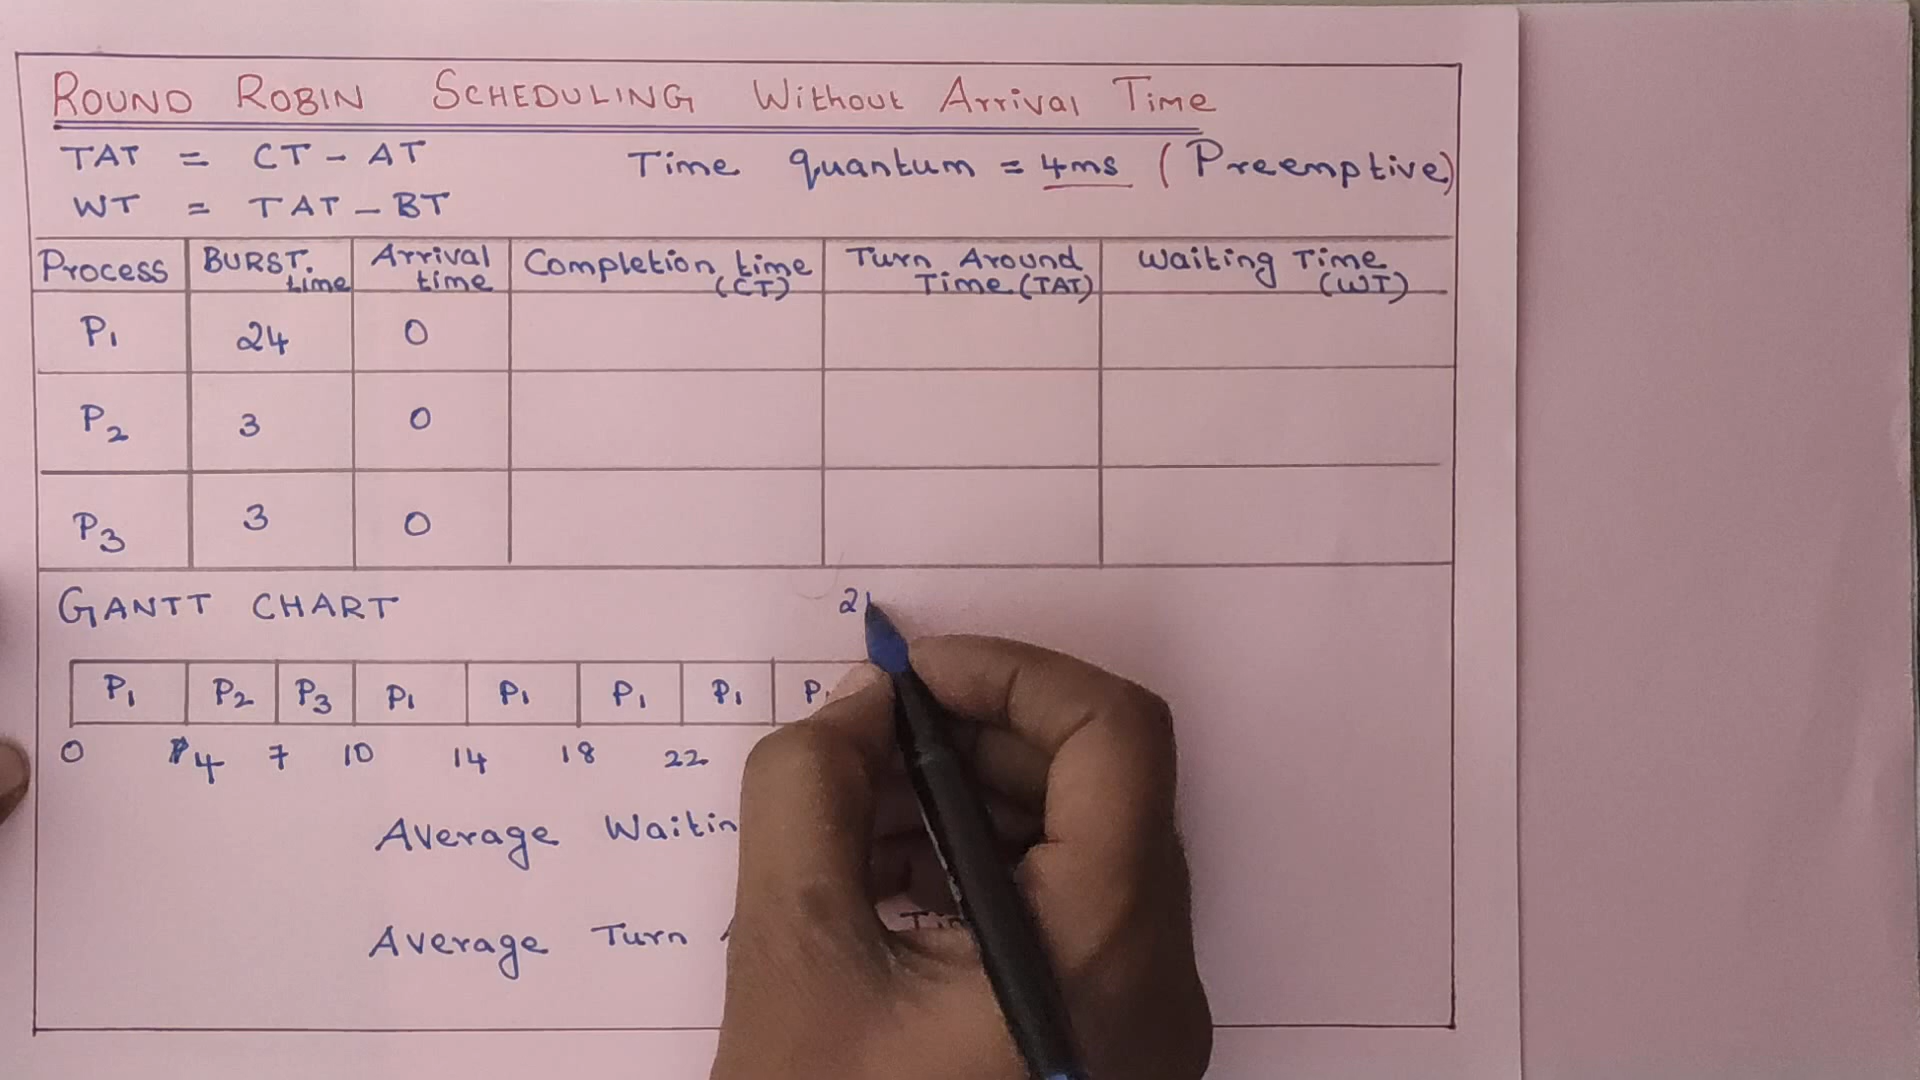 ROUND ROBIN SCHEDULING Without Arrival Time
TAT = CT - AT
Time quantum = 4ms (Preemptive)
WT = TAT - BT
Process BURST time Arrival time Completion time (CT) Turn Around Time (TAT) Waiting Time (WT)
P1 24 0
P2 3 0
P3 3 0
GANTT CHART
P1 P2 P3 P1 P1 P1 P1 P1
0 4 7 10 14 18 22
Average
Average Turn